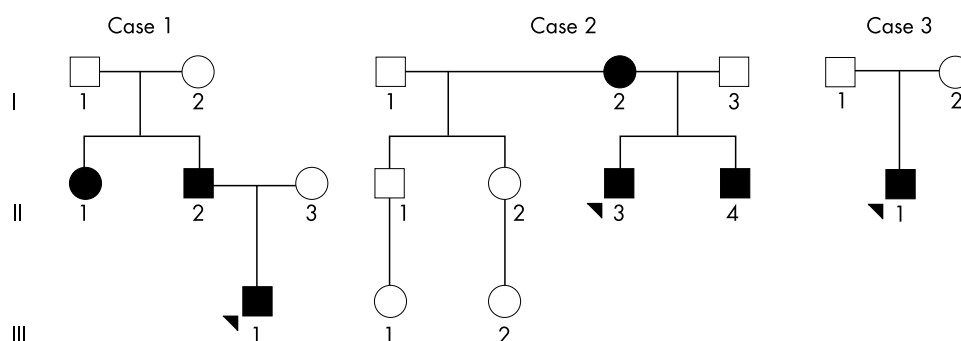 Case 1 Case 2 Case 3
I
1 2 1 2 3 1 2
II
1 2 3 1 2 3 4 1
III
1 1 2